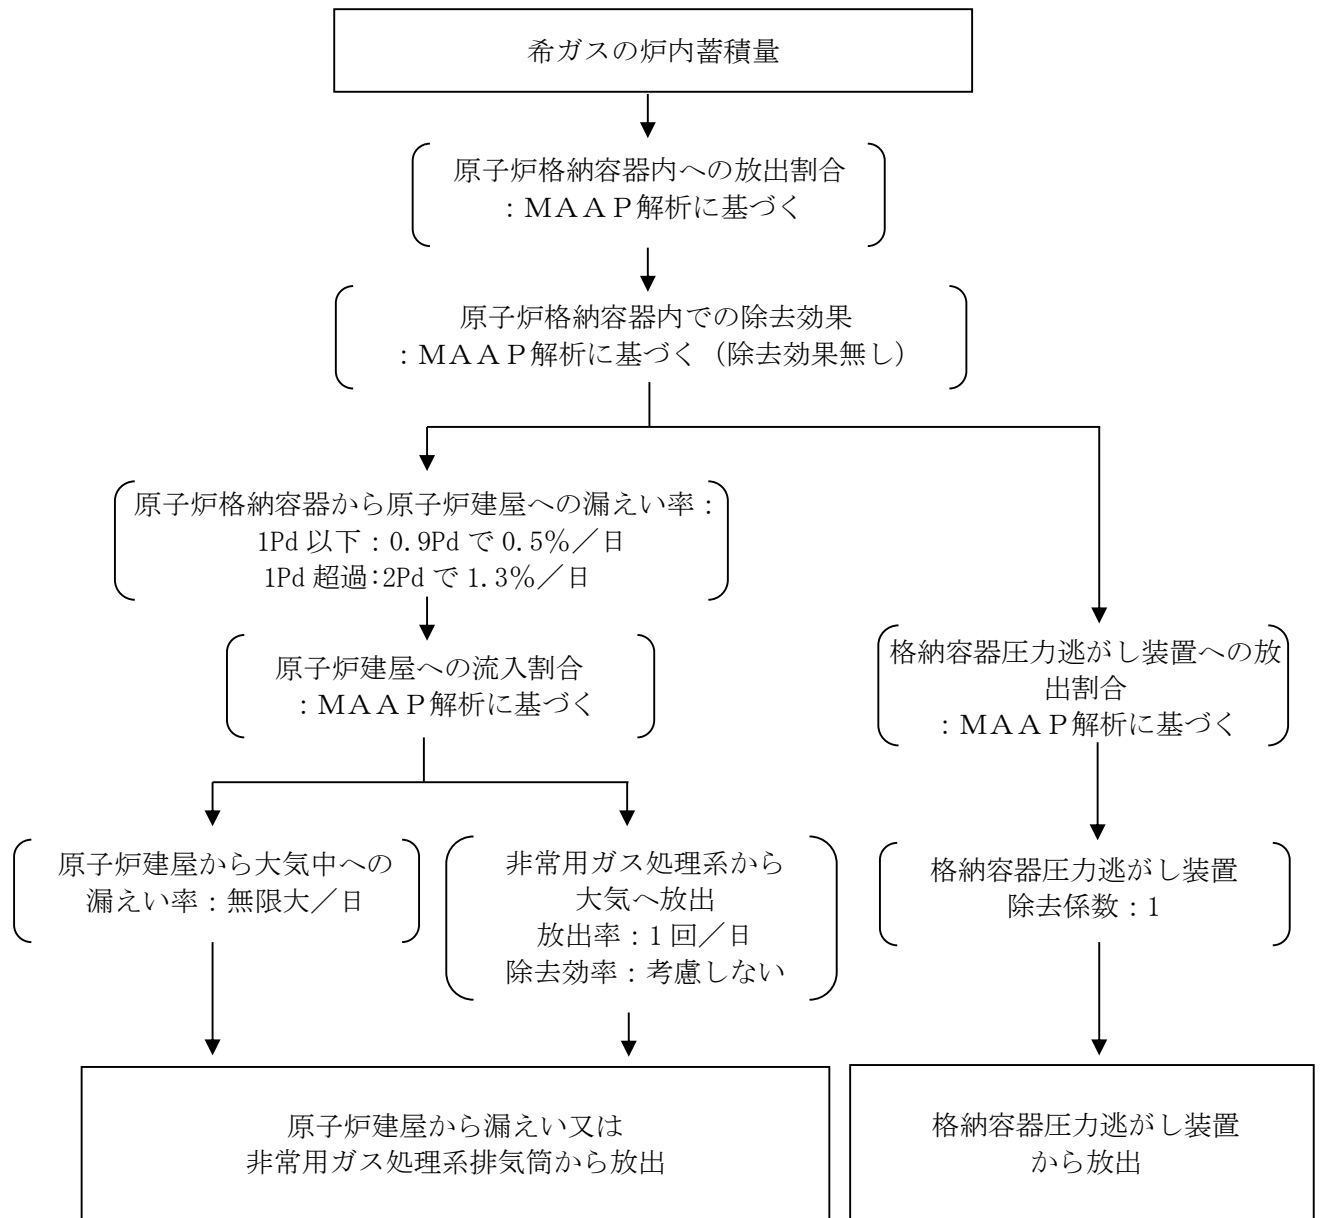 希ガスの炉内蓄積量
原子炉格納容器内への放出割合
：ＭＡＡＰ解析に基づく
原子炉格納容器内での除去効果
：ＭＡＡＰ解析に基づく（除去効果無し）
原子炉格納容器から原子炉建屋への漏えい率：
1Pd 以下：0.9Pd で 0.5％／日
1Pd 超過：2Pd で 1.3％／日
原子炉建屋への流入割合
：ＭＡＡＰ解析に基づく
格納容器圧力逃がし装置への放
出割合
：ＭＡＡＰ解析に基づく
原子炉建屋から大気中への
漏えい率：無限大／日
非常用ガス処理系から
大気へ放出
放出率：1 回／日
除去効率：考慮しない
格納容器圧力逃がし装置
除去係数：1
原子炉建屋から漏えい又は
非常用ガス処理系排気筒から放出
格納容器圧力逃がし装置
から放出